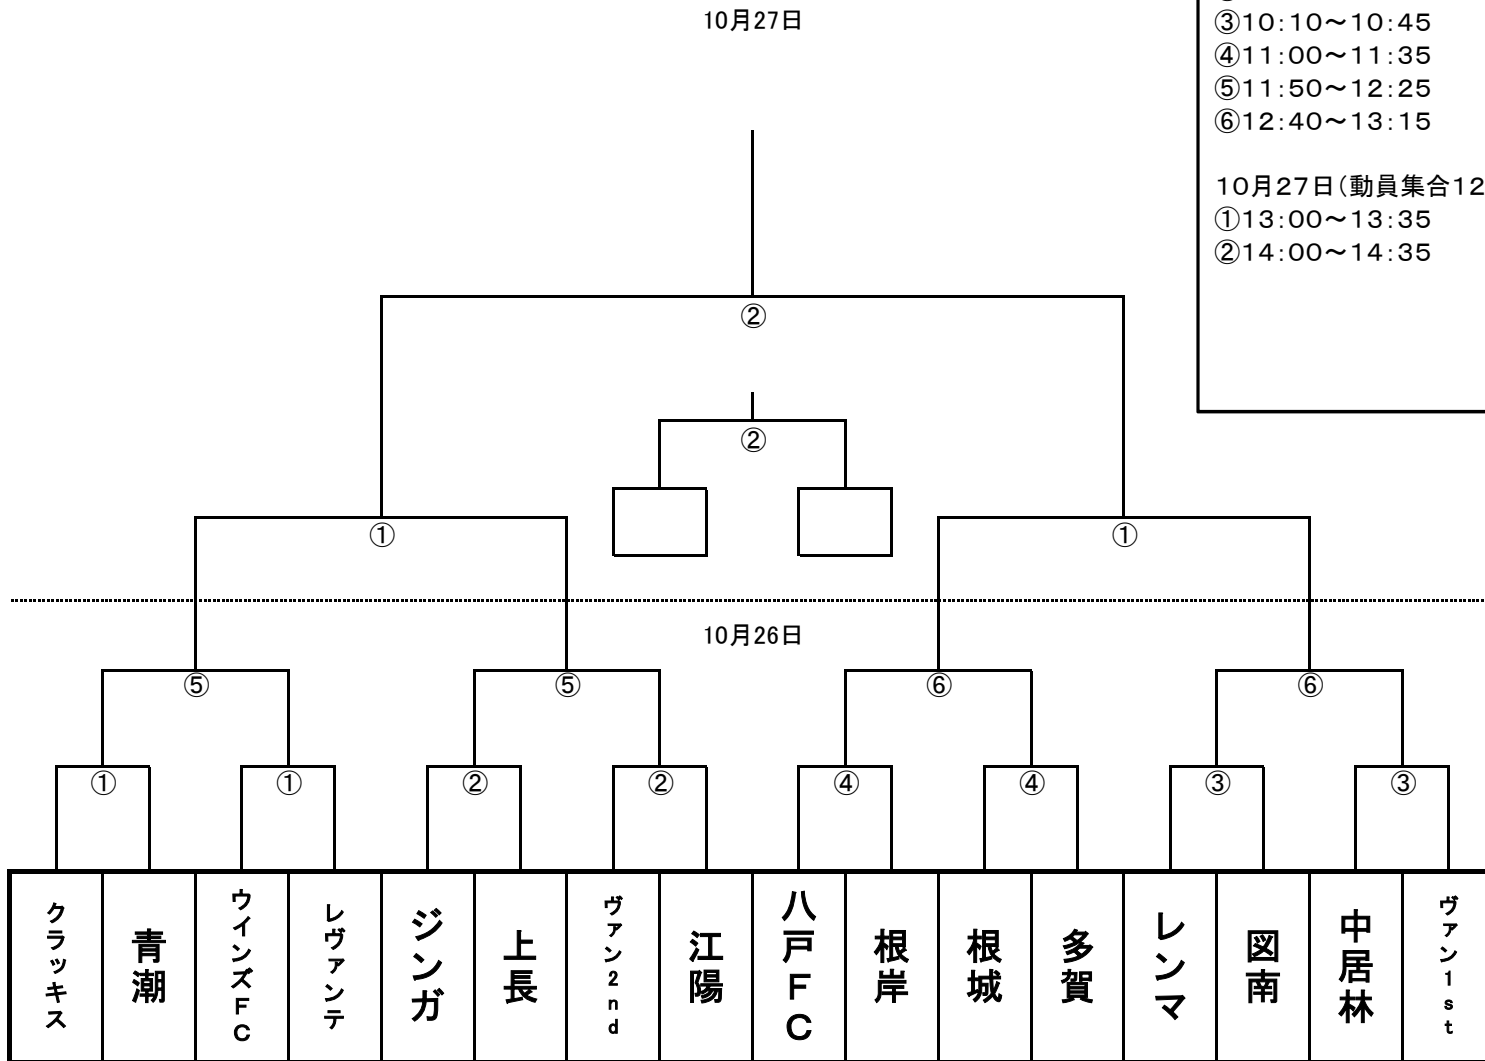 10月27日
③10:10～10:45
④11:00～11:35
⑤11:50～12:25
⑥12:40～13:15
10月27日(動員集合12
①13:00～13:35
②14:00～14:35
②
②
①
①
10月26日
⑤
⑤
⑥
⑥
①
①
②
②
④
④
③
③
クラッキス
青潮
ウインズFC
レヴァンテ
ジンガ
上長
ヴァン2nd
江陽
八戸FC
根岸
根城
多賀
レンマ
図南
中居林
ヴァン1st